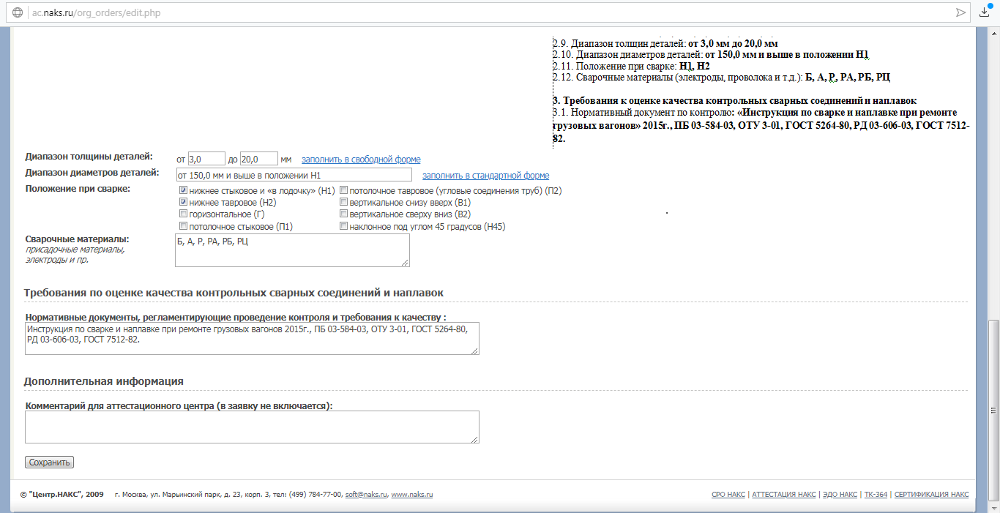 ac.naks.ru/org_orders/edit.php
2.9. Диапазон толщин деталей: от 3,0 мм до 20,0 мм
2.10. Диапазон диаметров деталей: от 150,0 мм и выше в положении Н1
2.11. Положение при сварке: Н1, Н2
2.12. Сварочные материалы (электроды, проволока и т.д.): Б, А, Р, РА, РБ, РЦ
3. Требования к оценке качества контрольных сварных соединений и наплавок
3.1. Нормативный документ по контролю: «Инструкция по сварке и наплавке при ремонте
грузовых вагонов» 2015г., ПБ 03-584-03, ОТУ 3-01, ГОСТ 5264-80, РД 03-606-03, ГОСТ 7512-
82.
Диапазон толщины деталей: от 3,0 до 20,0 мм заполнить в свободной форме
Диапазон диаметров деталей: от 150,0 мм и выше в положении Н1 заполнить в стандартной форме
Положение при сварке: нижнее стыковое и «в лодочку» (Н1) потолочное тавровое (угловые соединения труб) (П2)
нижнее тавровое (Н2) вертикальное снизу вверх (В1)
горизонтальное (Г) вертикальное сверху вниз (В2)
потолочное стыковое (П1) наклонное под углом 45 градусов (Н45)
Сварочные материалы: Б, А, Р, РА, РБ, РЦ
присадочные материалы,
электроды и пр.
Требования по оценке качества контрольных сварных соединений и наплавок
Нормативные документы, регламентирующие проведение контроля и требования к качеству :
Инструкция по сварке и наплавке при ремонте грузовых вагонов 2015г., ПБ 03-584-03, ОТУ 3-01, ГОСТ 5264-80,
РД 03-606-03, ГОСТ 7512-82.
Дополнительная информация
Комментарий для аттестационного центра (в заявку не включается):
Сохранить
© "Центр.НАКС", 2009 г. Москва, ул. Марьинский парк, д. 23, корп. 3, тел: (499) 784-77-00, soft@naks.ru, www.naks.ru СРО НАКС | АТТЕСТАЦИЯ НАКС | ЭДО НАКС | ТК-364 | СЕРТИФИКАЦИЯ НАКС